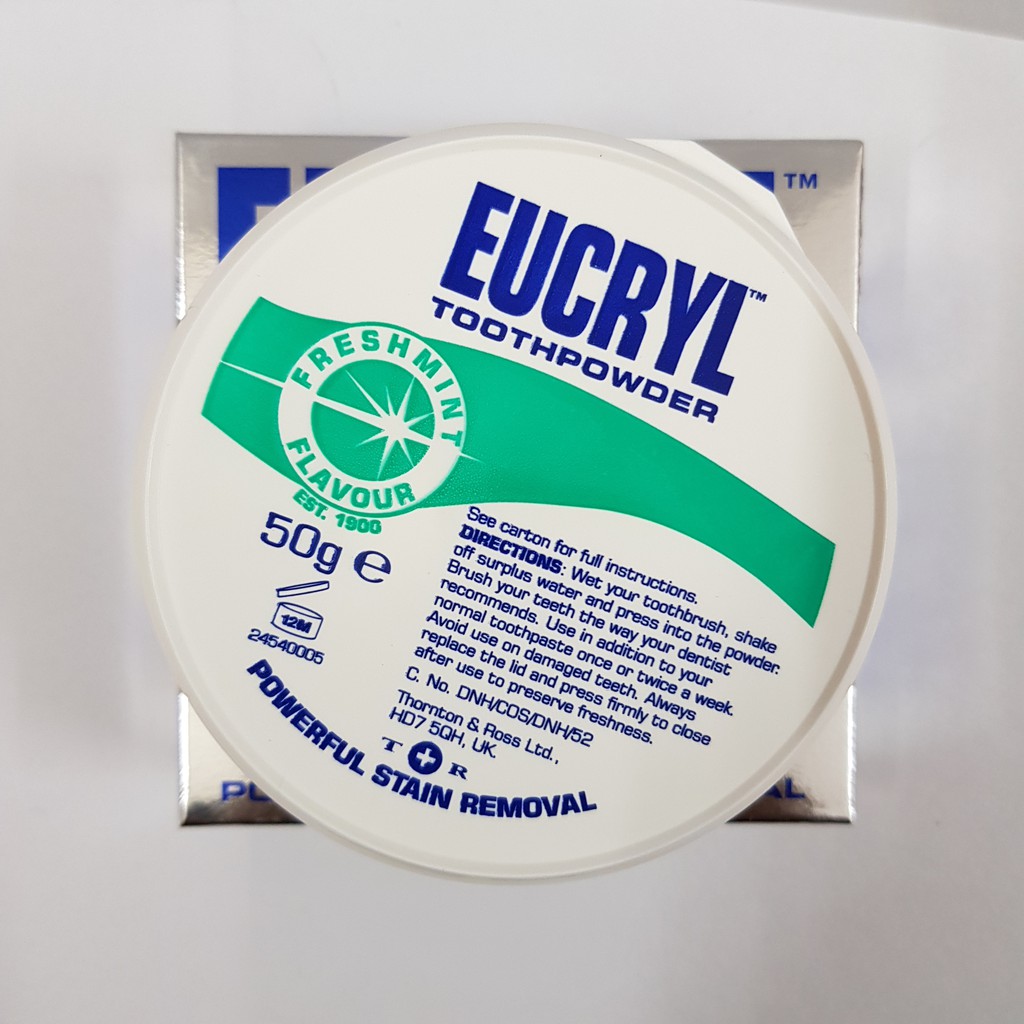 EUCRYL™
TOOTHPOWDER
FRESHMINT
FLAVOUR
EST. 1900
50g e
12M
24540005
See carton for full instructions.
DIRECTIONS: Wet your toothbrush, shake
off surplus water and press into the powder.
Brush your teeth the way your dentist
recommends. Use in addition to your
normal toothpaste once or twice a week.
Avoid use on damaged teeth. Always
replace the lid and press firmly to close
after use to preserve freshness.
C. No. DNH/COS/DNH/52
Thornton & Ross Ltd.,
HD7 5QH, UK.
T R
POWERFUL STAIN REMOVAL
TM